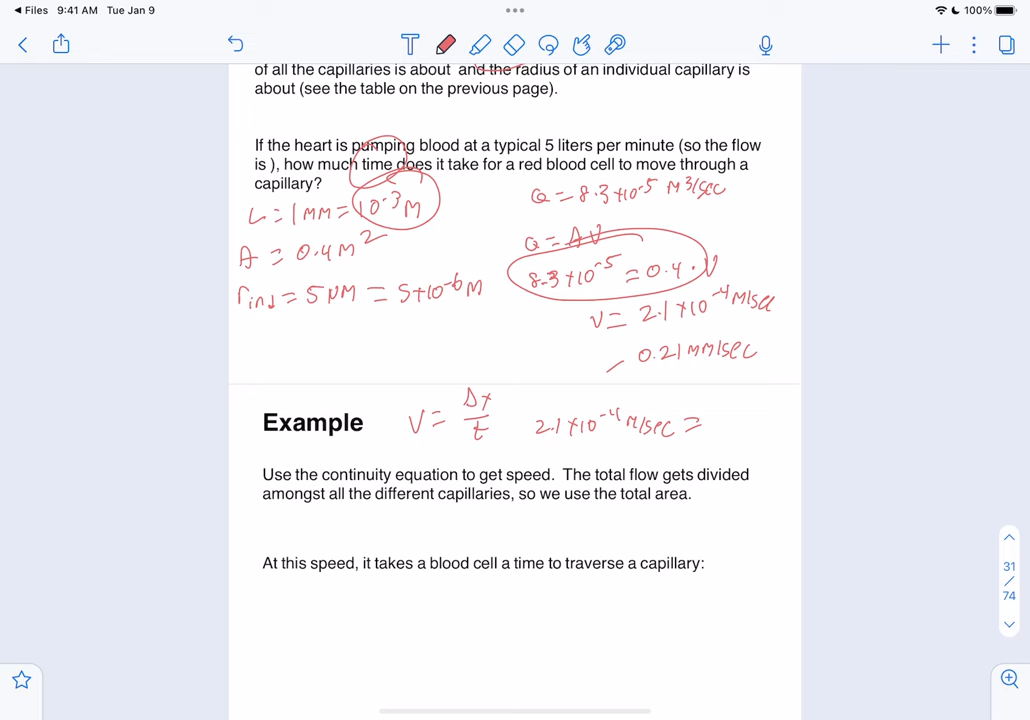 Files 9:41 AM Tue Jan 9 100%
T
of all the capillaries is about and the radius of an individual capillary is
about (see the table on the previous page).
If the heart is pumping blood at a typical 5 liters per minute (so the flow
is ), how much time does it take for a red blood cell to move through a
capillary?
L = 1 MM = 10⁻³ M
A = 0.4 M²
r ind = 5 μM = 5×10⁻⁶ M
Q = 8.3×10⁻⁵ M³/sec
Q = AV
8.3×10⁻⁵ = 0.4 · V
V = 2.1×10⁻⁴ M/sec
0.21 MM/sec
Example
V = Δx/t 2.1×10⁻⁴ M/sec =
Use the continuity equation to get speed. The total flow gets divided
amongst all the different capillaries, so we use the total area.
At this speed, it takes a blood cell a time to traverse a capillary:
31
/
74